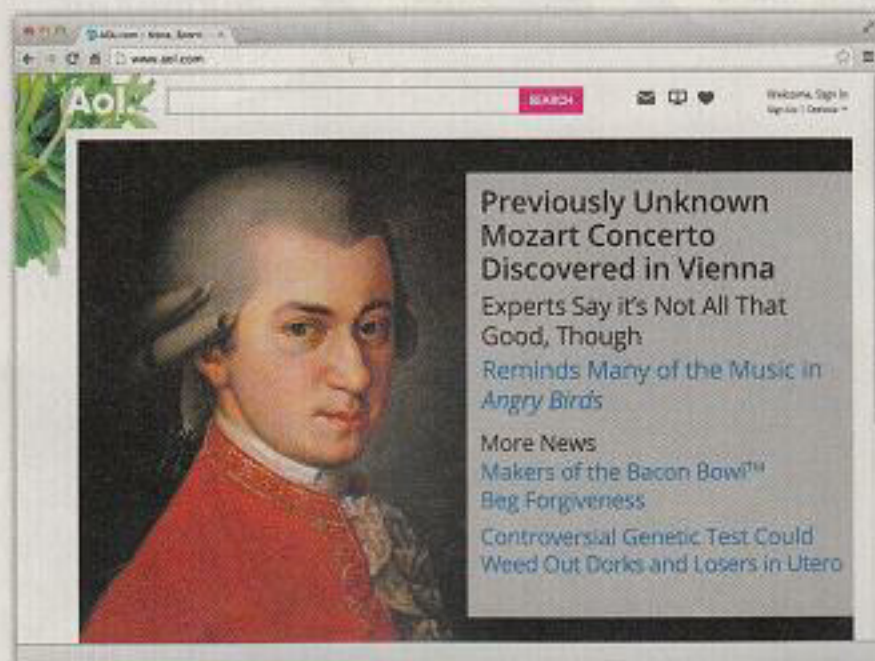 www.aol.com
Aol.
SEARCH
Welcome, Sign In
Previously Unknown
Mozart Concerto
Discovered in Vienna
Experts Say it's Not All That
Good, Though
Reminds Many of the Music in
Angry Birds
More News
Makers of the Bacon Bowl™
Beg Forgiveness
Controversial Genetic Test Could
Weed Out Dorks and Losers in Utero